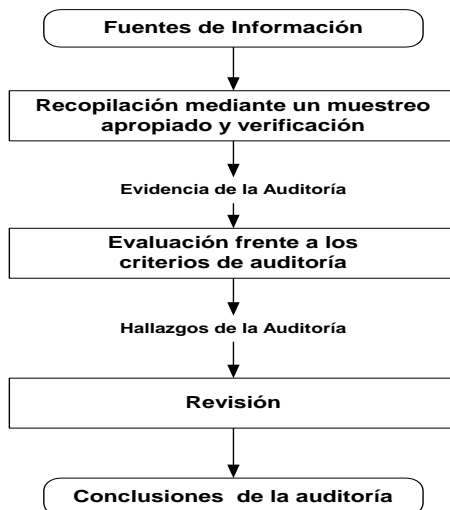 Fuentes de Información
Recopilación mediante un muestreo
apropiado y verificación
Evidencia de la Auditoría
Evaluación frente a los
criterios de auditoría
Hallazgos de la Auditoría
Revisión
Conclusiones de la auditoría